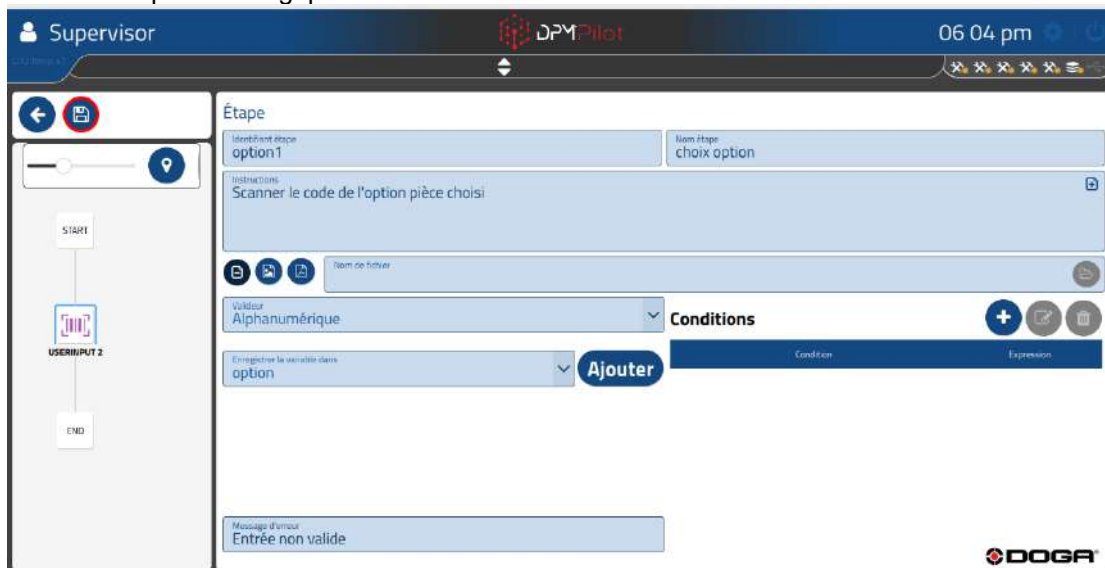 Supervisor
DPMPilot
06 04 pm
Étape
Identifiant étape
option1
Nom étape
choix option
Instructions
Scanner le code de l'option pièce choisi
Nom de fichier
START
Valideur
Alphanumérique
Conditions
Condition
Expression
USERINPUT 2
Enregistrer la variable dans
option
Ajouter
END
Message d'erreur
Entrée non valide
DOGA